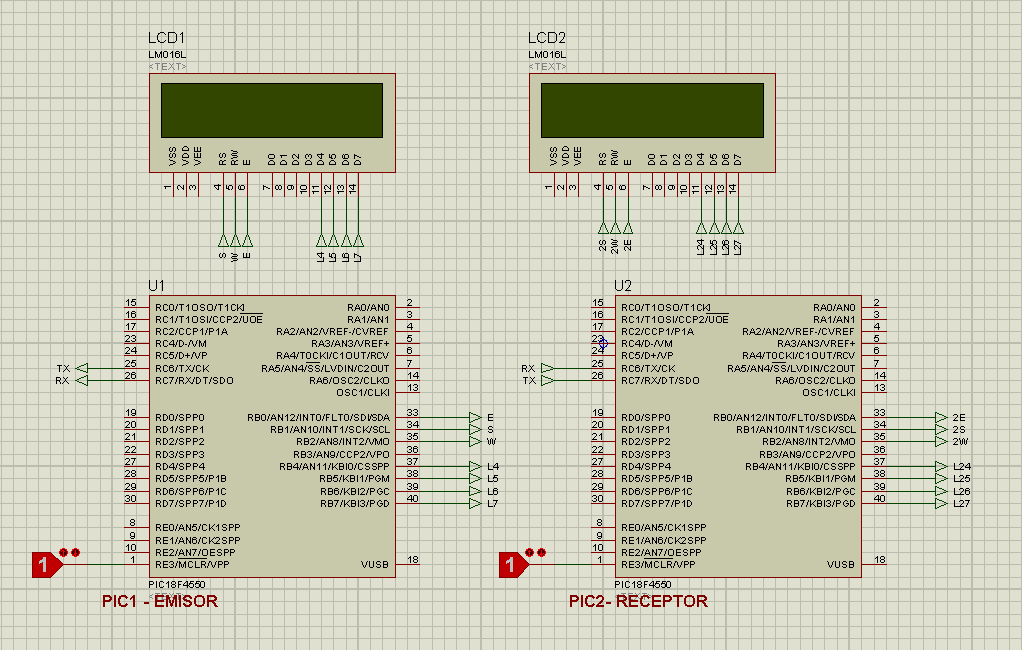 LCD1
LM016L
<TEXT>
VSS VDD VEE RS RW E D0 D1 D2 D3 D4 D5 D6 D7
1 2 3 4 5 6 7 8 9 10 11 12 13 14
S W E L4 L5 L6 L7
LCD2
LM016L
<TEXT>
VSS VDD VEE RS RW E D0 D1 D2 D3 D4 D5 D6 D7
1 2 3 4 5 6 7 8 9 10 11 12 13 14
2S 2W 2E L24 L25 L26 L27
U1
15 RC0/T1OSO/T1CKI RA0/AN0 2
16 RC1/T1OSI/CCP2/UOE RA1/AN1 3
17 RC2/CCP1/P1A RA2/AN2/VREF-/CVREF 4
23 RC4/D-/VM RA3/AN3/VREF+ 5
24 RC5/D+/VP RA4/T0CKI/C1OUT/RCV 6
TX 25 RC6/TX/CK RA5/AN4/SS/LVDIN/C2OUT 7
RX 26 RC7/RX/DT/SDO RA6/OSC2/CLKO 14
OSC1/CLKI 13
19 RD0/SPP0 RB0/AN12/INT0/FLT0/SDI/SDA 33 E
20 RD1/SPP1 RB1/AN10/INT1/SCK/SCL 34 S
21 RD2/SPP2 RB2/AN8/INT2/VMO 35 W
22 RD3/SPP3 RB3/AN9/CCP2/VPO 36
27 RD4/SPP4 RB4/AN11/KBI0/CSSPP 37 L4
28 RD5/SPP5/P1B RB5/KBI1/PGM 38 L5
29 RD6/SPP6/P1C RB6/KBI2/PGC 39 L6
30 RD7/SPP7/P1D RB7/KBI3/PGD 40 L7
8 RE0/AN5/CK1SPP
9 RE1/AN6/CK2SPP
10 RE2/AN7/OESPP
1 1 RE3/MCLR/VPP VUSB 18
PIC18F4550
<TEXT>
PIC1 - EMISOR
U2
15 RC0/T1OSO/T1CKI RA0/AN0 2
16 RC1/T1OSI/CCP2/UOE RA1/AN1 3
17 RC2/CCP1/P1A RA2/AN2/VREF-/CVREF 4
23 RC4/D-/VM RA3/AN3/VREF+ 5
24 RC5/D+/VP RA4/T0CKI/C1OUT/RCV 6
RX 25 RC6/TX/CK RA5/AN4/SS/LVDIN/C2OUT 7
TX 26 RC7/RX/DT/SDO RA6/OSC2/CLKO 14
OSC1/CLKI 13
19 RD0/SPP0 RB0/AN12/INT0/FLT0/SDI/SDA 33 2E
20 RD1/SPP1 RB1/AN10/INT1/SCK/SCL 34 2S
21 RD2/SPP2 RB2/AN8/INT2/VMO 35 2W
22 RD3/SPP3 RB3/AN9/CCP2/VPO 36
27 RD4/SPP4 RB4/AN11/KBI0/CSSPP 37 L24
28 RD5/SPP5/P1B RB5/KBI1/PGM 38 L25
29 RD6/SPP6/P1C RB6/KBI2/PGC 39 L26
30 RD7/SPP7/P1D RB7/KBI3/PGD 40 L27
8 RE0/AN5/CK1SPP
9 RE1/AN6/CK2SPP
10 RE2/AN7/OESPP
1 1 RE3/MCLR/VPP VUSB 18
PIC18F4550
<TEXT>
PIC2- RECEPTOR